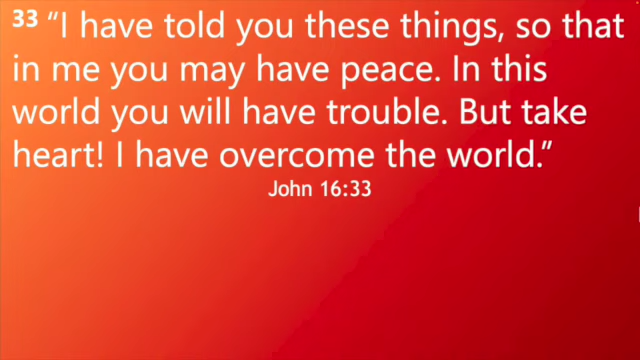 33 “I have told you these things, so that
in me you may have peace. In this
world you will have trouble. But take
heart! I have overcome the world.”
John 16:33